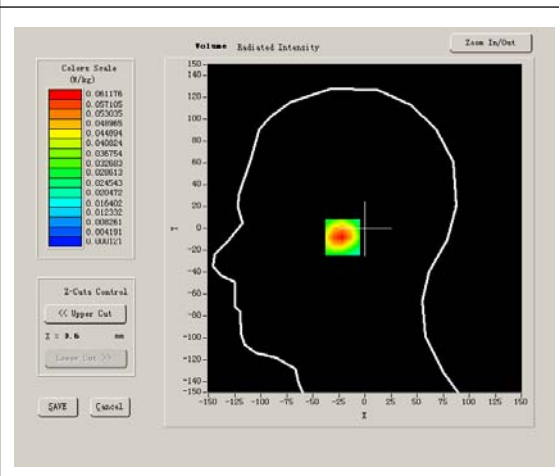 Volume Radiated Intensity
Zoom In/Out
Colors Scale
(W/kg)
0.061176
0.057105
0.053035
0.048965
0.044894
0.040824
0.036754
0.032683
0.028613
0.024543
0.020472
0.016402
0.012332
0.008261
0.004191
0.000121
Z-Cuts Control
<< Upper Cut
mm
Lower Cut >>
SAVE
Cancel
150
140
120
100
80
60
40
20
Y
0
-20
-40
-60
-80
-100
-120
-140
-150
-150 -125 -100 -75 -50 -25 0 25 50 75 100 125 150
X